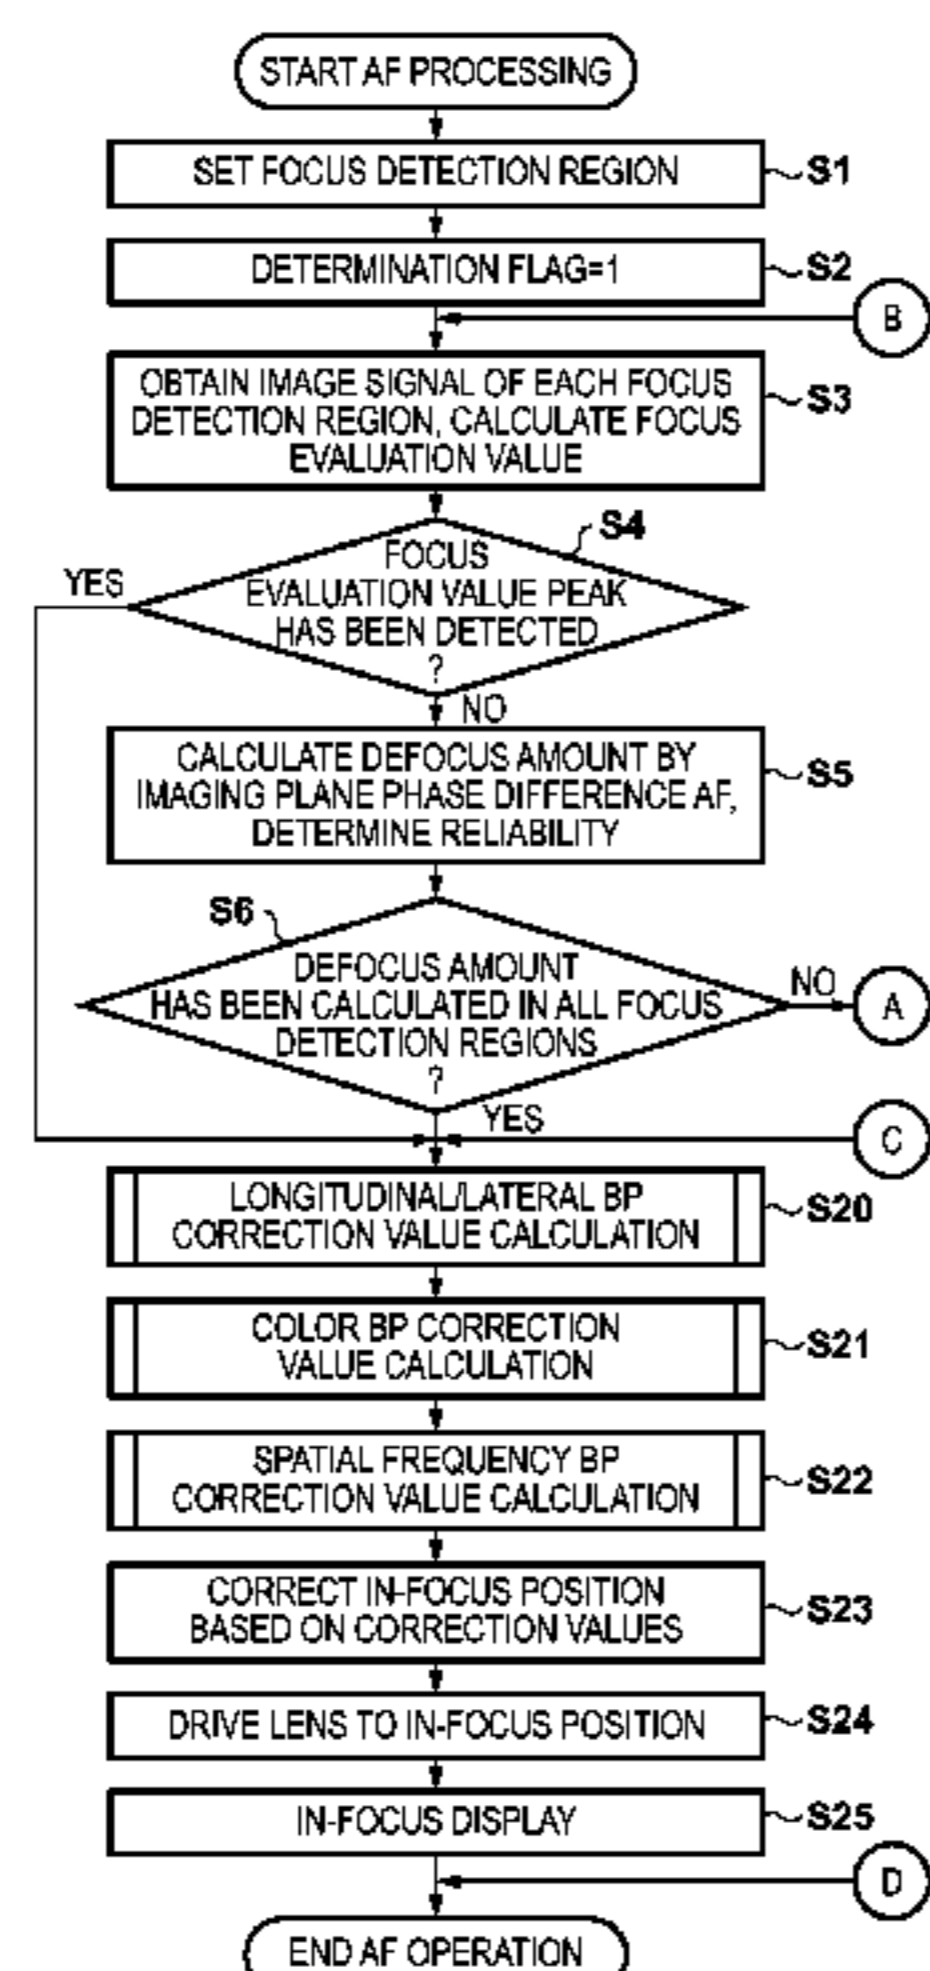 START AF PROCESSING
SET FOCUS DETECTION REGION
S1
DETERMINATION FLAG=1
S2
B
OBTAIN IMAGE SIGNAL OF EACH FOCUS
DETECTION REGION, CALCULATE FOCUS
EVALUATION VALUE
S3
S4
FOCUS
EVALUATION VALUE PEAK
HAS BEEN DETECTED
?
YES
NO
CALCULATE DEFOCUS AMOUNT BY
IMAGING PLANE PHASE DIFFERENCE AF,
DETERMINE RELIABILITY
S5
S6
DEFOCUS AMOUNT
HAS BEEN CALCULATED IN ALL FOCUS
DETECTION REGIONS
?
NO
A
YES
C
LONGITUDINAL/LATERAL BP
CORRECTION VALUE CALCULATION
S20
COLOR BP CORRECTION
VALUE CALCULATION
S21
SPATIAL FREQUENCY BP
CORRECTION VALUE CALCULATION
S22
CORRECT IN-FOCUS POSITION
BASED ON CORRECTION VALUES
S23
DRIVE LENS TO IN-FOCUS POSITION
S24
IN-FOCUS DISPLAY
S25
D
END AF OPERATION